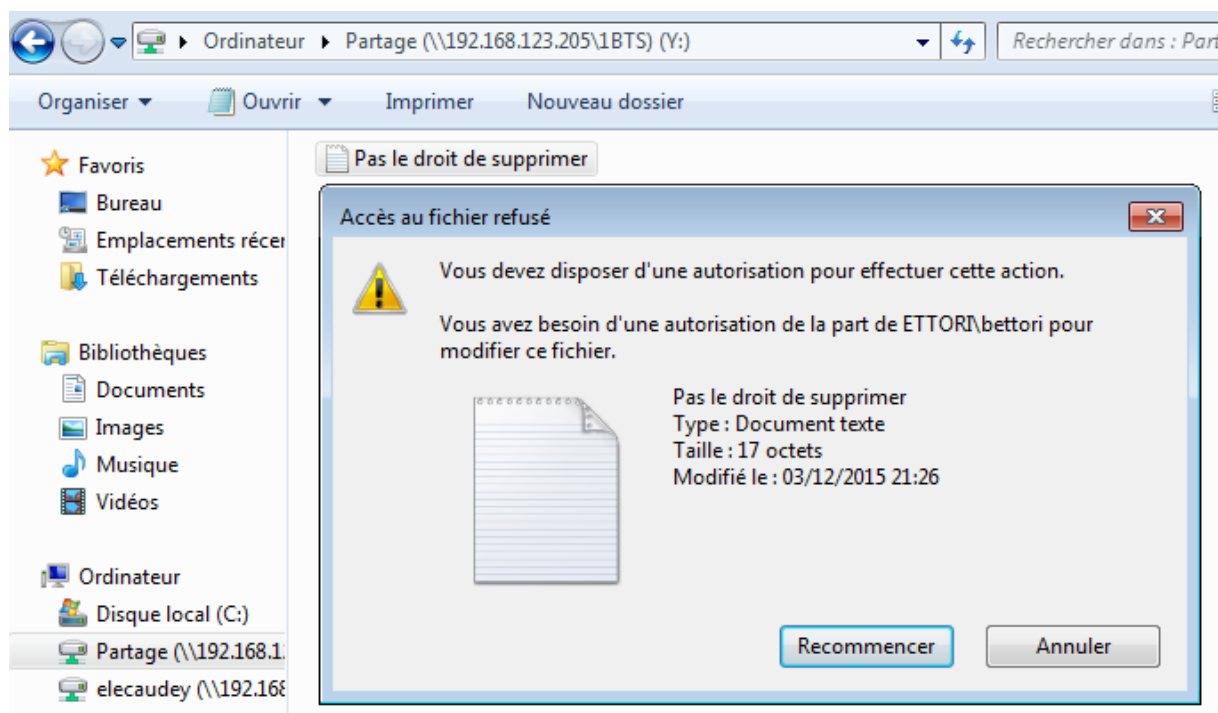 Ordinateur Partage (\\192.168.123.205\1BTS) (Y:) Rechercher dans : Part
Organiser Ouvrir Imprimer Nouveau dossier
Favoris
Bureau
Emplacements récer
Téléchargements
Bibliothèques
Documents
Images
Musique
Vidéos
Ordinateur
Disque local (C:)
Partage (\\192.168.1
elecaudey (\\192.168
Pas le droit de supprimer
Accès au fichier refusé
Vous devez disposer d'une autorisation pour effectuer cette action.
Vous avez besoin d'une autorisation de la part de ETTORI\bettori pour
modifier ce fichier.
Pas le droit de supprimer
Type : Document texte
Taille : 17 octets
Modifié le : 03/12/2015 21:26
Recommencer Annuler